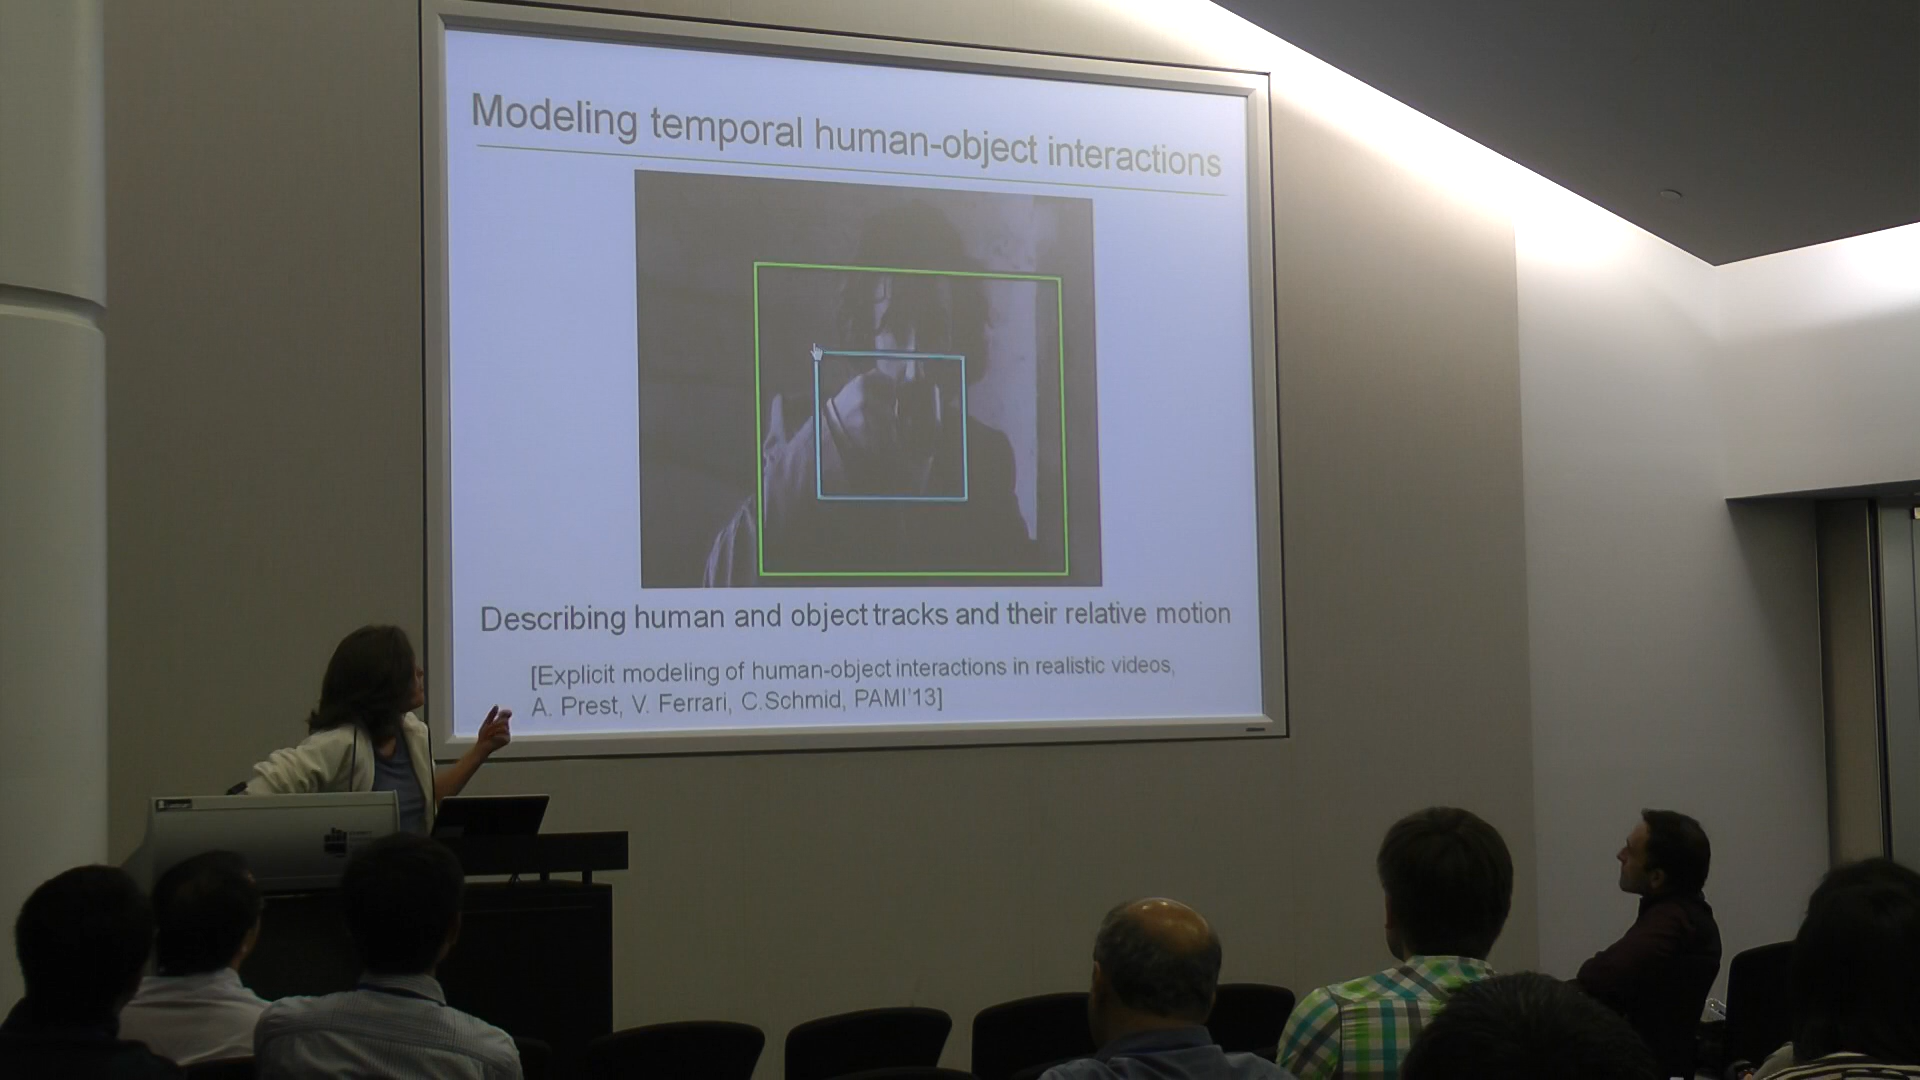 Modeling temporal human-object interactions
Describing human and object tracks and their relative motion
[Explicit modeling of human-object interactions in realistic videos,
A. Prest, V. Ferrari, C.Schmid, PAMI'13]